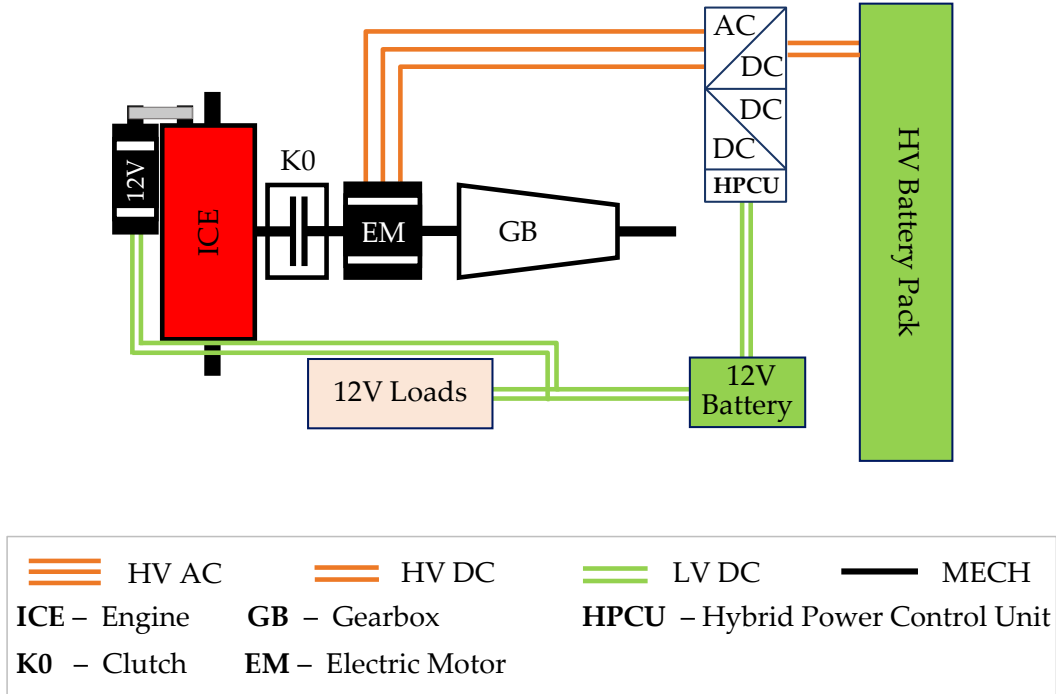 AC
DC
DC
DC
HPCU
K0
12V
ICE
EM
GB
HV Battery Pack
12V Loads
12V
Battery
HV AC
HV DC
LV DC
MECH
ICE – Engine
GB – Gearbox
HPCU – Hybrid Power Control Unit
K0 – Clutch
EM – Electric Motor